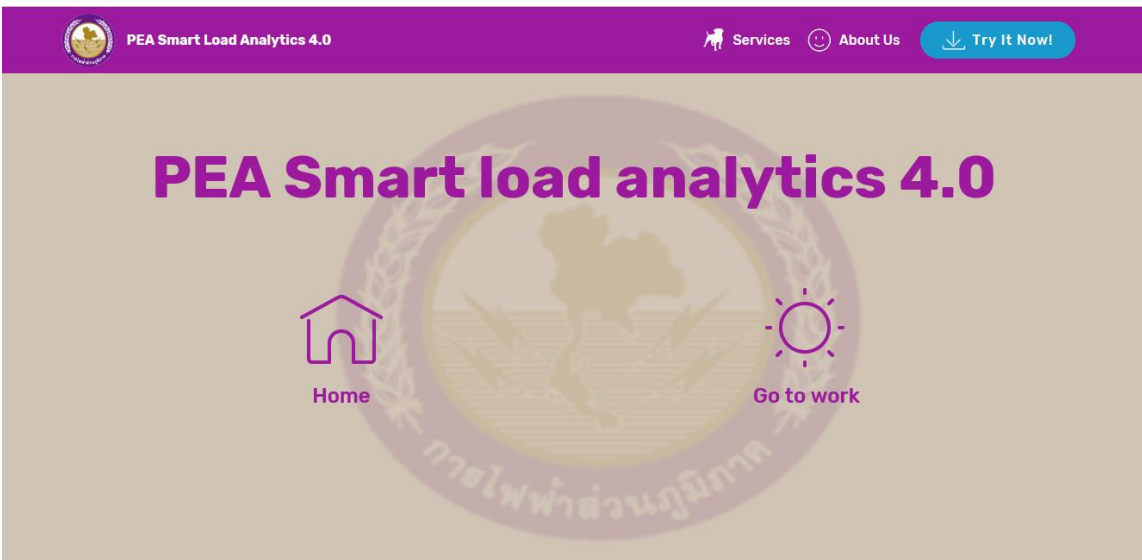 PEA Smart Load Analytics 4.0
Services
About Us
Try It Now!
PEA Smart load analytics 4.0
Home
Go to work
การไฟฟ้าส่วนภูมิภาค